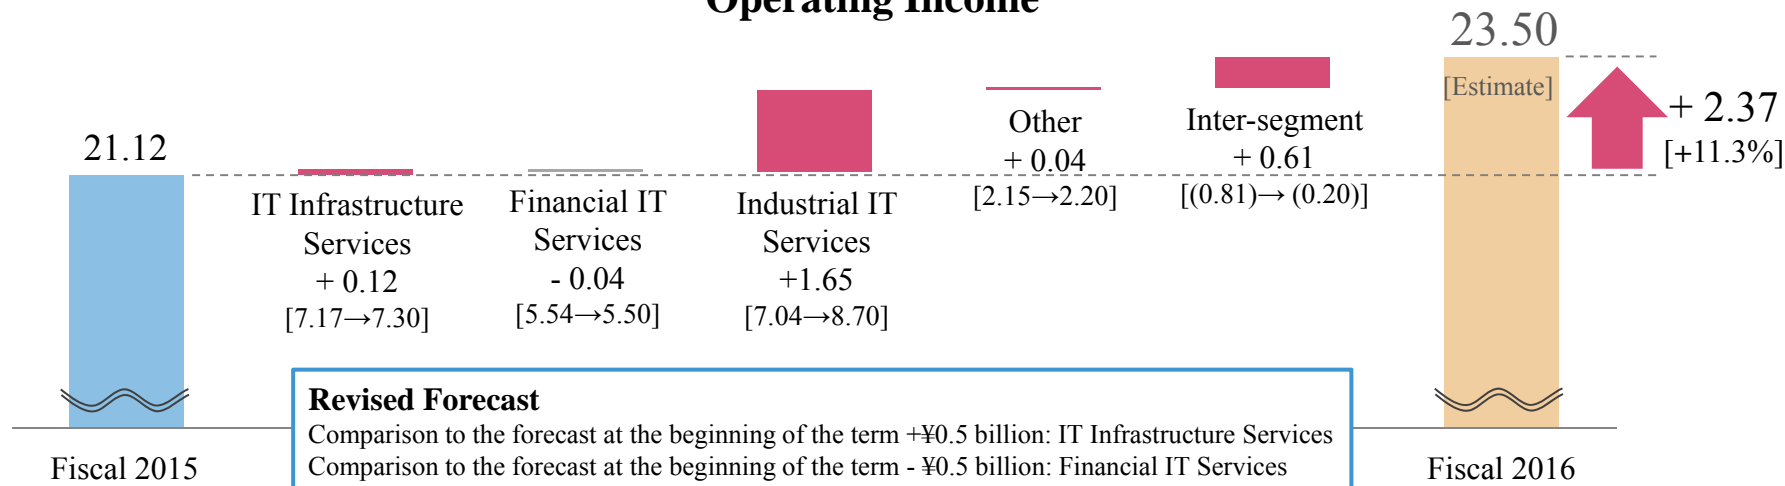 Operating Income
23.50
[Estimate]
+ 2.37
[+11.3%]
21.12
IT Infrastructure
Services
+ 0.12
[7.17→7.30]
Financial IT
Services
- 0.04
[5.54→5.50]
Industrial IT
Services
+1.65
[7.04→8.70]
Other
+ 0.04
[2.15→2.20]
Inter-segment
+ 0.61
[(0.81)→ (0.20)]
Revised Forecast
Comparison to the forecast at the beginning of the term +¥0.5 billion: IT Infrastructure Services
Comparison to the forecast at the beginning of the term - ¥0.5 billion: Financial IT Services
Fiscal 2015
Fiscal 2016